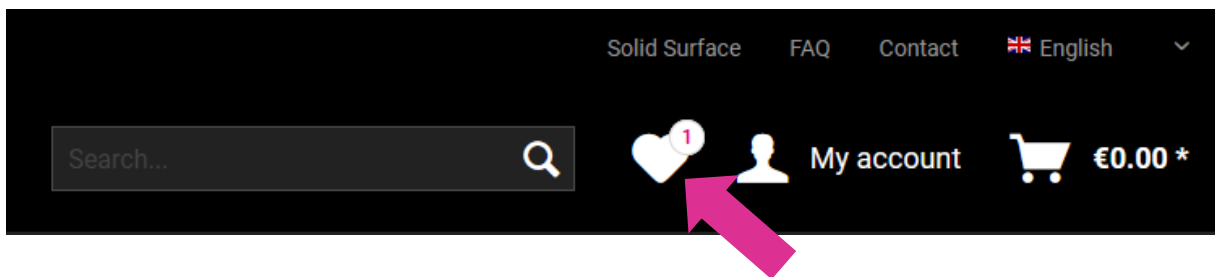 Solid Surface FAQ Contact English
Search... 1 My account €0.00 *